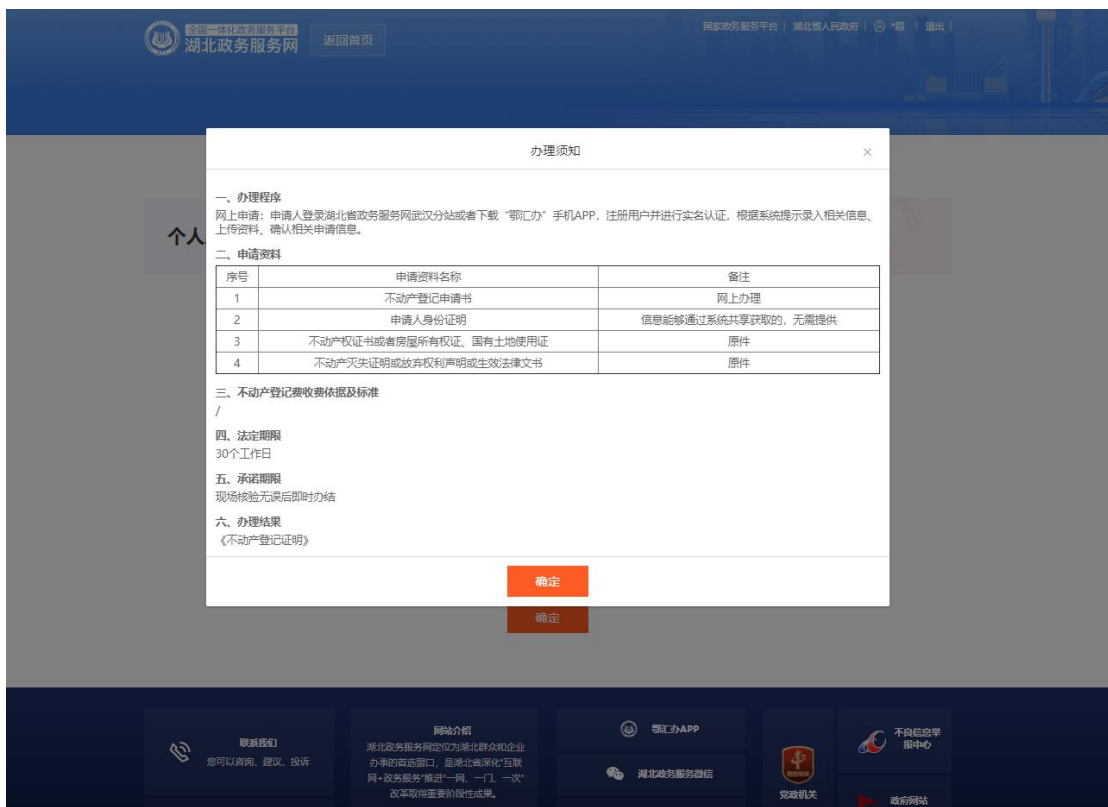 全国一体化政务服务平台
湖北政务服务网
返回首页
国家政务服务平台 | 湖北省人民政府 | *超 | 退出 |
办理须知
×
个人
一、办理程序
网上申请：申请人登录湖北省政务服务网武汉分站或者下载“鄂汇办”手机APP，注册用户并进行实名认证，根据系统提示录入相关信息、
上传资料、确认相关申请信息。
二、申请资料
序号 申请资料名称 备注
1 不动产登记申请书 网上办理
2 申请人身份证明 信息能够通过系统共享获取的，无需提供
3 不动产权证书或者房屋所有权证、国有土地使用证 原件
4 不动产灭失证明或放弃权利声明或生效法律文书 原件
三、不动产登记费收费依据及标准
/
四、法定期限
30个工作日
五、承诺期限
现场核验无误后即时办结
六、办理结果
《不动产登记证明》
确定
确定
联系我们
您可以咨询、建议、投诉
网站介绍
湖北政务服务网定位为湖北群众和企业
办事的首选窗口，是湖北省深化“互联
网+政务服务”推进“一网、一门、一次”
改革取得重要阶段性成果。
鄂汇办APP
湖北政务服务微信
党政机关
不良信息举
报中心
政府网站